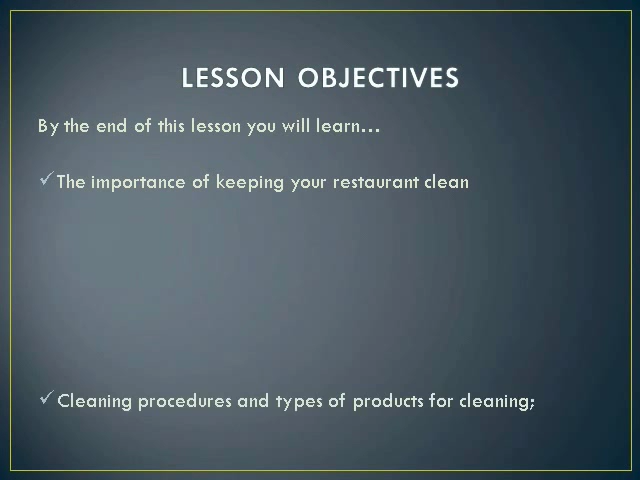 LESSON OBJECTIVES
By the end of this lesson you will learn...
✓ The importance of keeping your restaurant clean
✓ Cleaning procedures and types of products for cleaning;